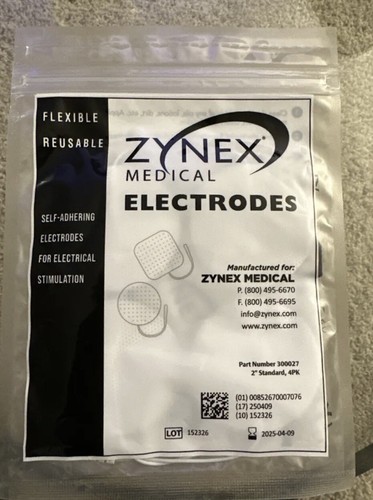 FLEXIBLE
REUSABLE
ZYNEX
MEDICAL
ELECTRODES
SELF-ADHERING
ELECTRODES
FOR ELECTRICAL
STIMULATION
Manufactured for:
ZYNEX MEDICAL
P. (800) 495-6670
F. (800) 495-6695
info@zynex.com
www.zynex.com
Part Number 300027
2" Standard, 4PK
(01) 00852670007076
(17) 250409
(10) 152326
LOT 152326
2025-04-09